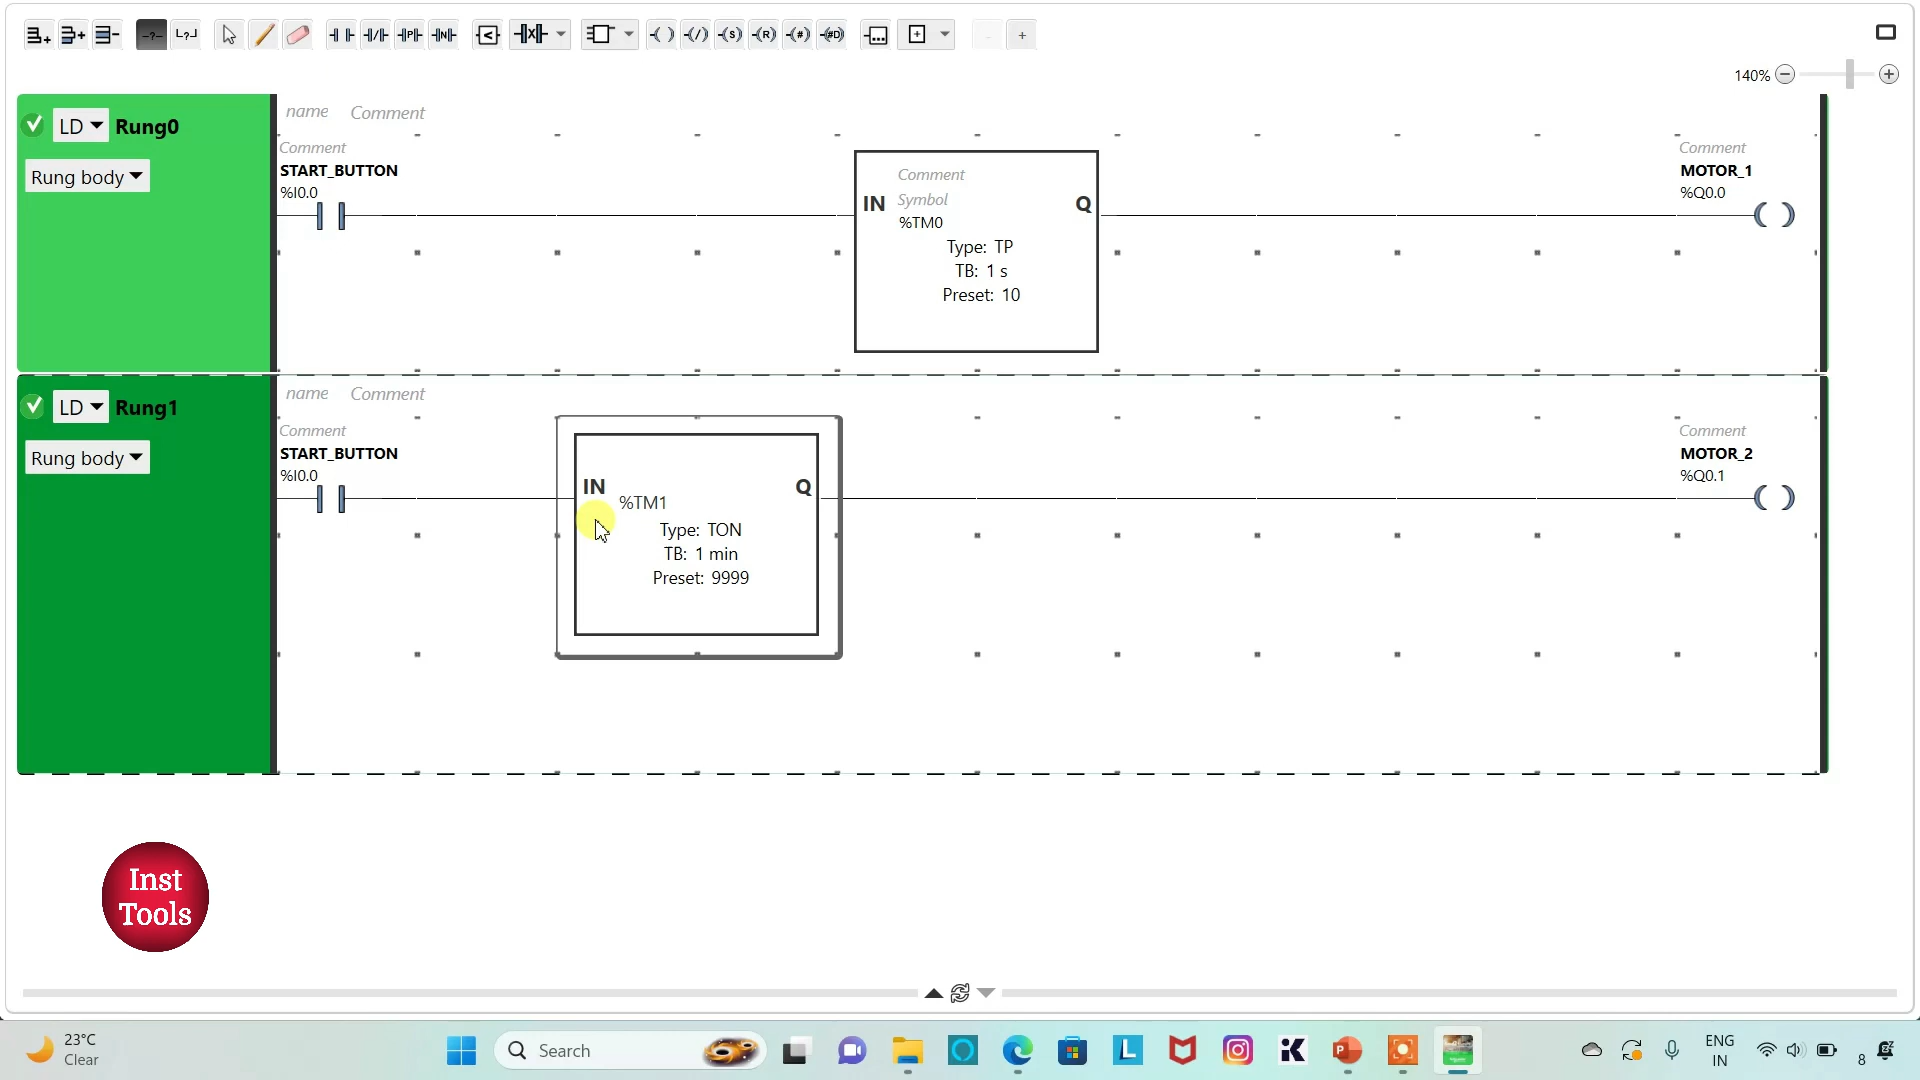 140%
LD
Rung0
Rung body
name Comment
Comment
START_BUTTON
%I0.0
IN
Comment
Symbol
%TM0
Q
Type: TP
TB: 1 s
Preset: 10
Comment
MOTOR_1
%Q0.0
LD
Rung1
Rung body
name Comment
Comment
START_BUTTON
%I0.0
IN
%TM1
Q
Type: TON
TB: 1 min
Preset: 9999
Comment
MOTOR_2
%Q0.1
Inst
Tools
23°C
Clear
Search
ENG
IN
8